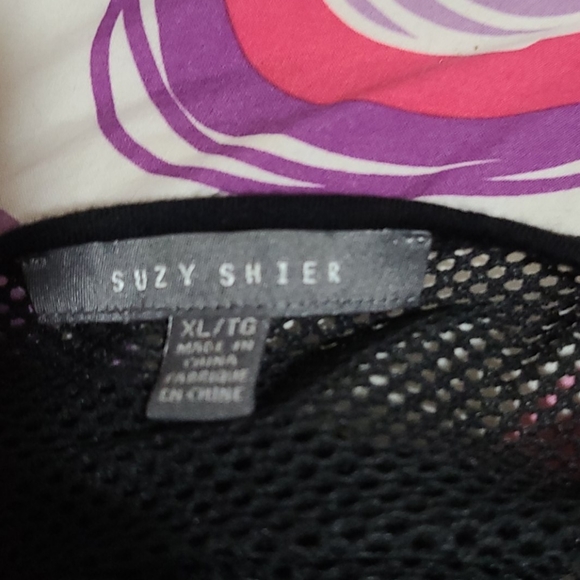 SUZY SHIER
XL/TG
MADE IN
CHINA
FABRIQUE
EN CHINE